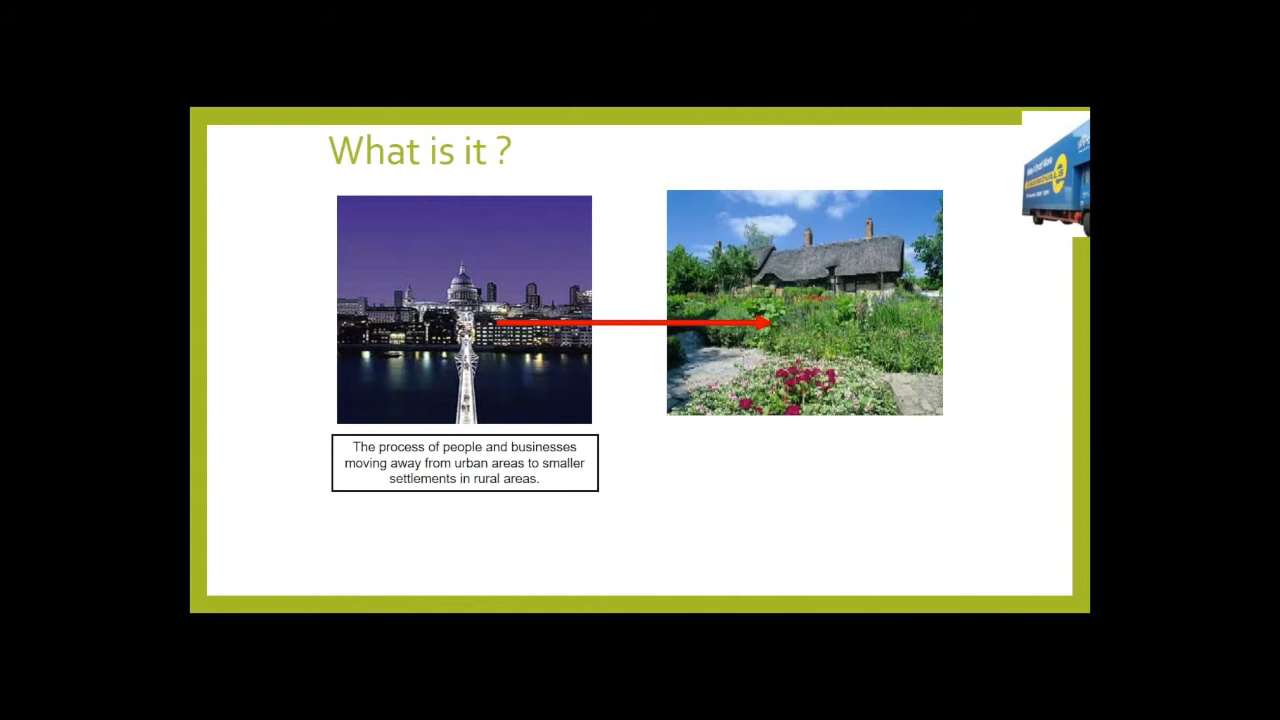 What is it ?
The process of people and businesses
moving away from urban areas to smaller
settlements in rural areas.